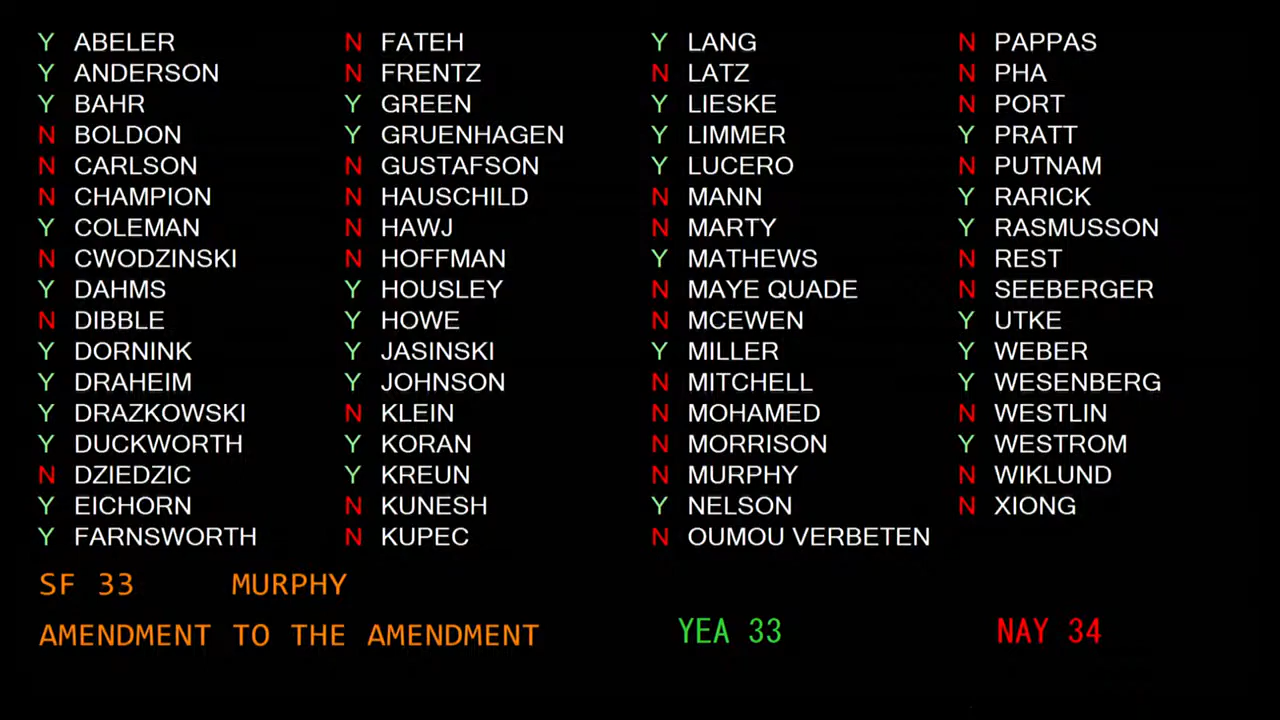 Y ABELER N FATEH Y LANG N PAPPAS
Y ANDERSON N FRENTZ N LATZ N PHA
Y BAHR Y GREEN Y LIESKE N PORT
N BOLDON Y GRUENHAGEN Y LIMMER Y PRATT
N CARLSON N GUSTAFSON Y LUCERO N PUTNAM
N CHAMPION N HAUSCHILD N MANN Y RARICK
Y COLEMAN N HAWJ N MARTY Y RASMUSSON
N CWODZINSKI N HOFFMAN Y MATHEWS N REST
Y DAHMS Y HOUSLEY N MAYE QUADE N SEEBERGER
N DIBBLE Y HOWE N MCEWEN Y UTKE
Y DORNINK Y JASINSKI Y MILLER Y WEBER
Y DRAHEIM Y JOHNSON N MITCHELL Y WESENBERG
Y DRAZKOWSKI N KLEIN N MOHAMED N WESTLIN
Y DUCKWORTH Y KORAN N MORRISON Y WESTROM
N DZIEDZIC Y KREUN N MURPHY N WIKLUND
Y EICHORN N KUNESH Y NELSON N XIONG
Y FARNSWORTH N KUPEC N OUMOU VERBETEN
SF 33 MURPHY
AMENDMENT TO THE AMENDMENT YEA 33 NAY 34